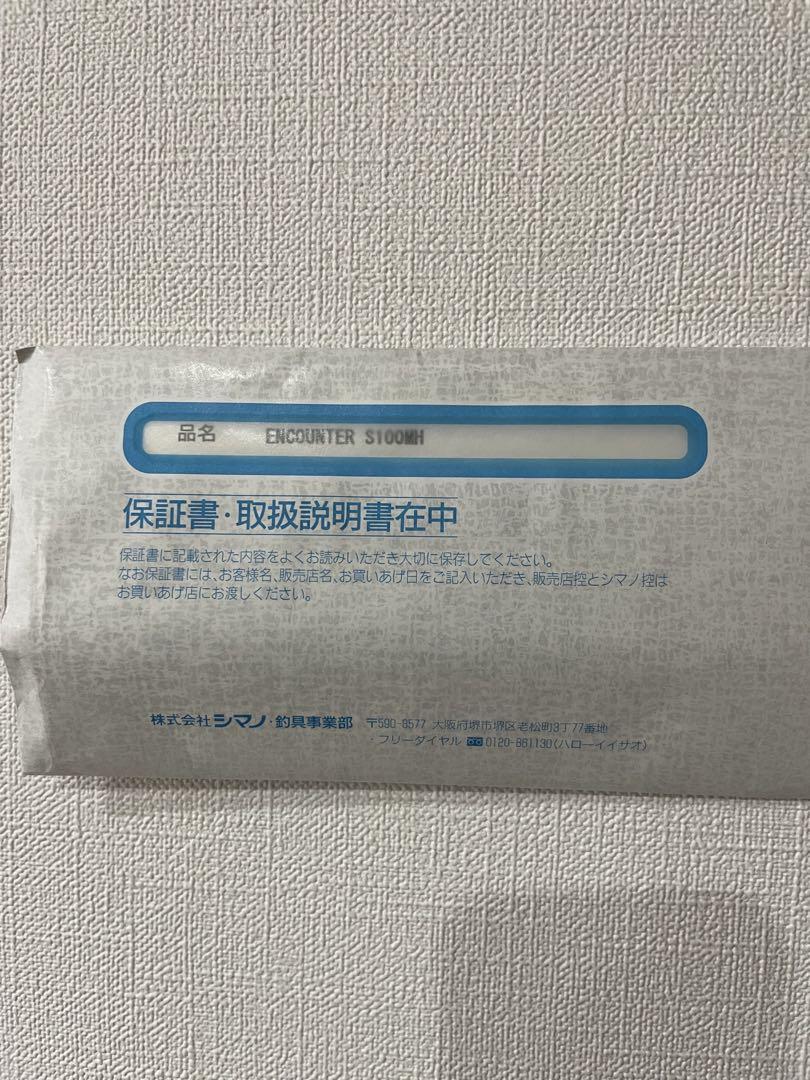 品名 ENCOUNTER S100MH
保証書・取扱説明書在中
保証書に記載された内容をよくお読みいただき大切に保存してください。
なお保証書には、お客様名、販売店名、お買いあげ日をご記入いただき、販売店控とシマノ控は
お買いあげ店にお渡しください。
株式会社シマノ・釣具事業部 〒590-8577 大阪府堺市堺区老松町3丁77番地
・フリーダイヤル 0120-861130(ハローイイサオ)